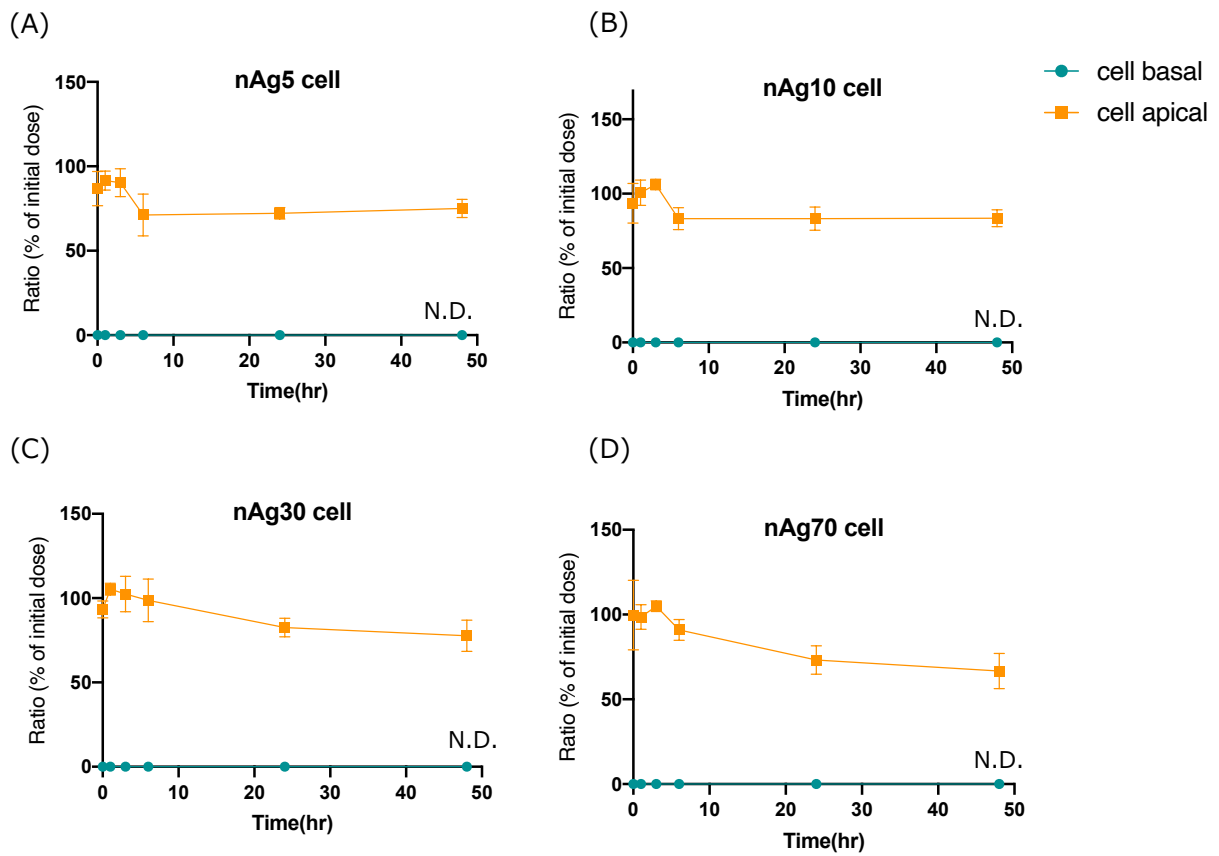 (A)
nAg5 cell
Ratio (% of initial dose)
150
100
50
0
N.D.
0 10 20 30 40 50
Time(hr)
(B)
nAg10 cell
Ratio (% of initial dose)
150
100
50
0
N.D.
0 10 20 30 40 50
Time(hr)
cell basal
cell apical
(C)
nAg30 cell
Ratio (% of initial dose)
150
100
50
0
N.D.
0 10 20 30 40 50
Time(hr)
(D)
nAg70 cell
Ratio (% of initial dose)
150
100
50
0
N.D.
0 10 20 30 40 50
Time(hr)